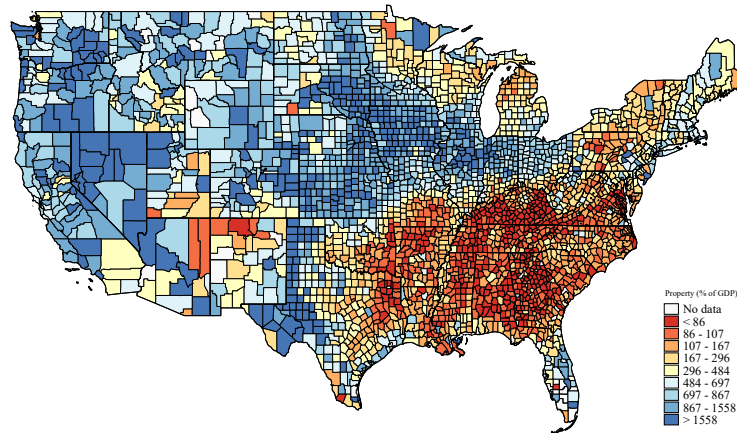 Property (% of GDP)
No data
< 86
86 - 107
107 - 167
167 - 296
296 - 484
484 - 697
697 - 867
867 - 1558
> 1558